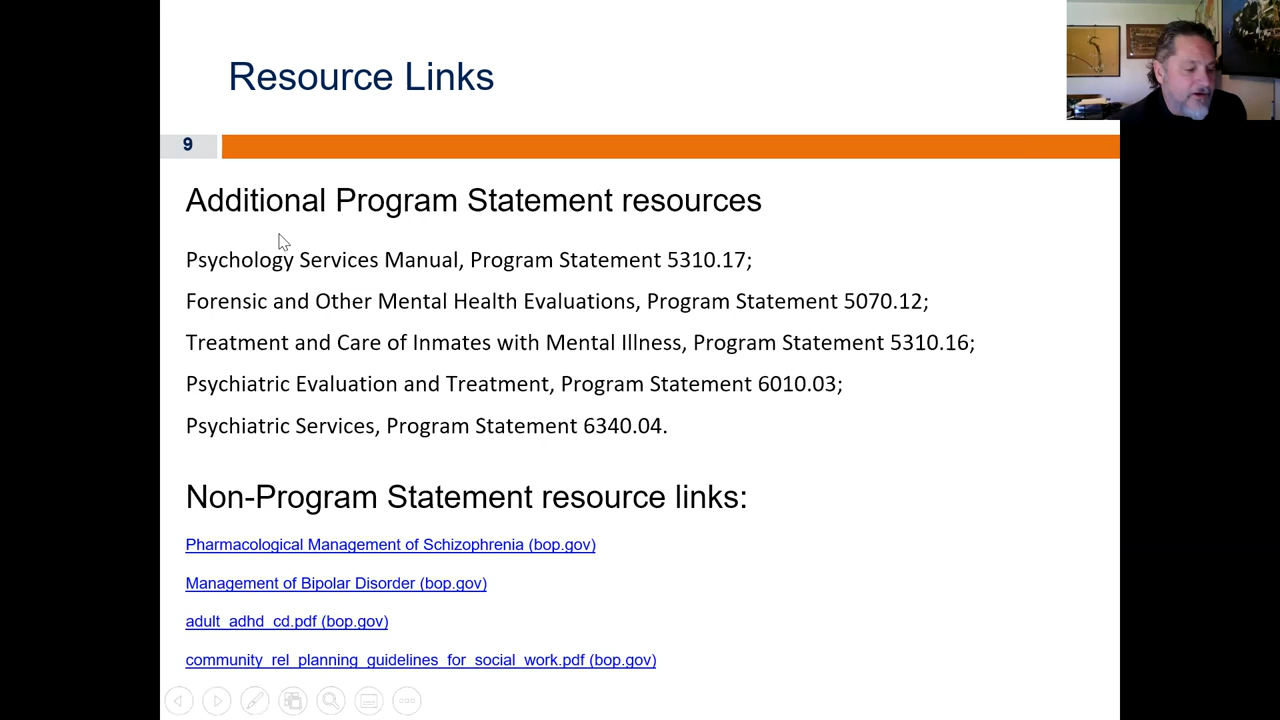 Resource Links
9
Additional Program Statement resources
Psychology Services Manual, Program Statement 5310.17;
Forensic and Other Mental Health Evaluations, Program Statement 5070.12;
Treatment and Care of Inmates with Mental Illness, Program Statement 5310.16;
Psychiatric Evaluation and Treatment, Program Statement 6010.03;
Psychiatric Services, Program Statement 6340.04.
Non-Program Statement resource links:
Pharmacological Management of Schizophrenia (bop.gov)
Management of Bipolar Disorder (bop.gov)
adult_adhd_cd.pdf (bop.gov)
community_rel_planning_guidelines_for_social_work.pdf (bop.gov)